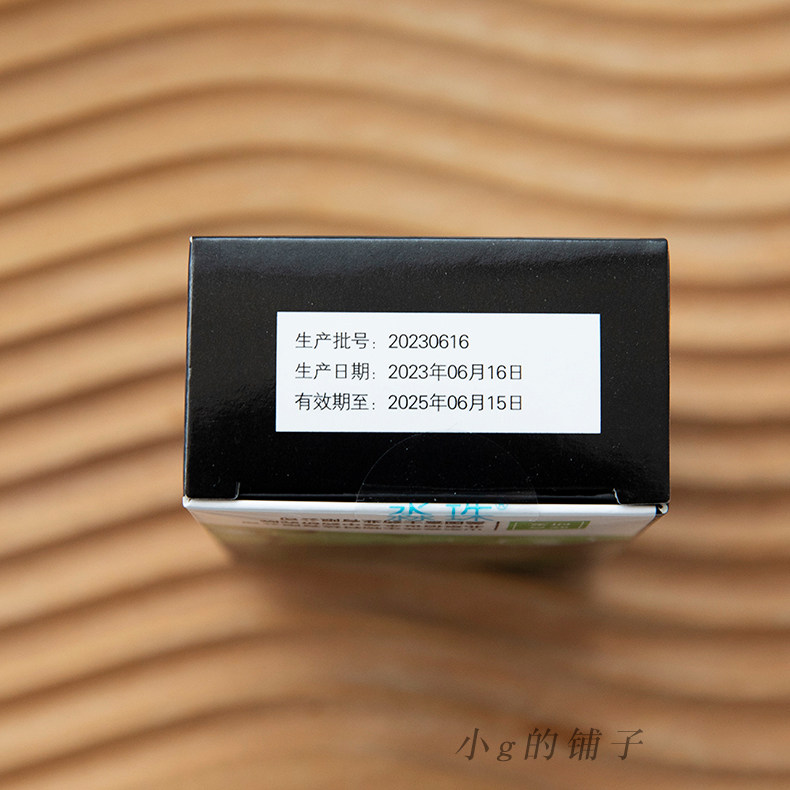 生产批号：20230616
生产日期：2023年06月16日
有效期至：2025年06月15日
小g的铺子